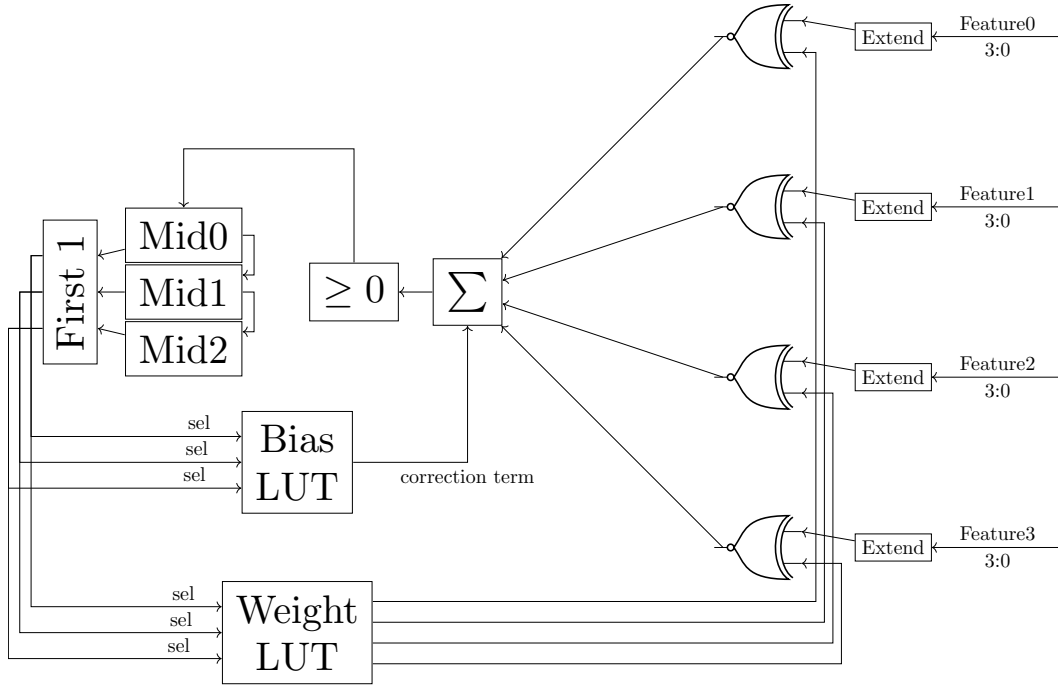 Feature0
Extend
3:0
Feature1
Extend
3:0
Mid0
First 1
Mid1
≥ 0
∑
Mid2
Feature2
Extend
3:0
sel
sel
sel
Bias
LUT
correction term
Feature3
Extend
3:0
sel
sel
sel
Weight
LUT